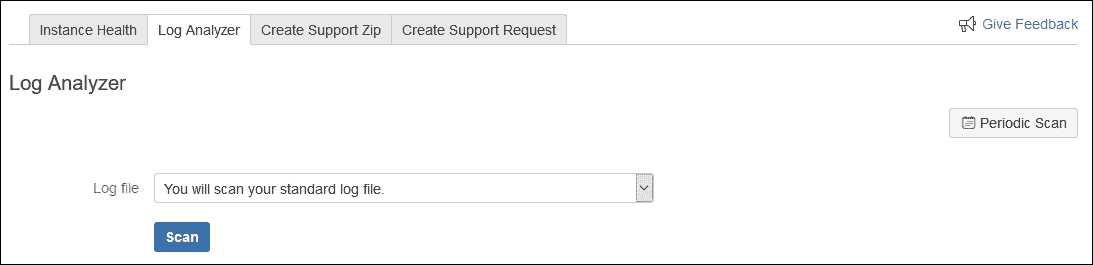 Instance Health Log Analyzer Create Support Zip Create Support Request Give Feedback
Log Analyzer
Periodic Scan
Log file You will scan your standard log file.
Scan